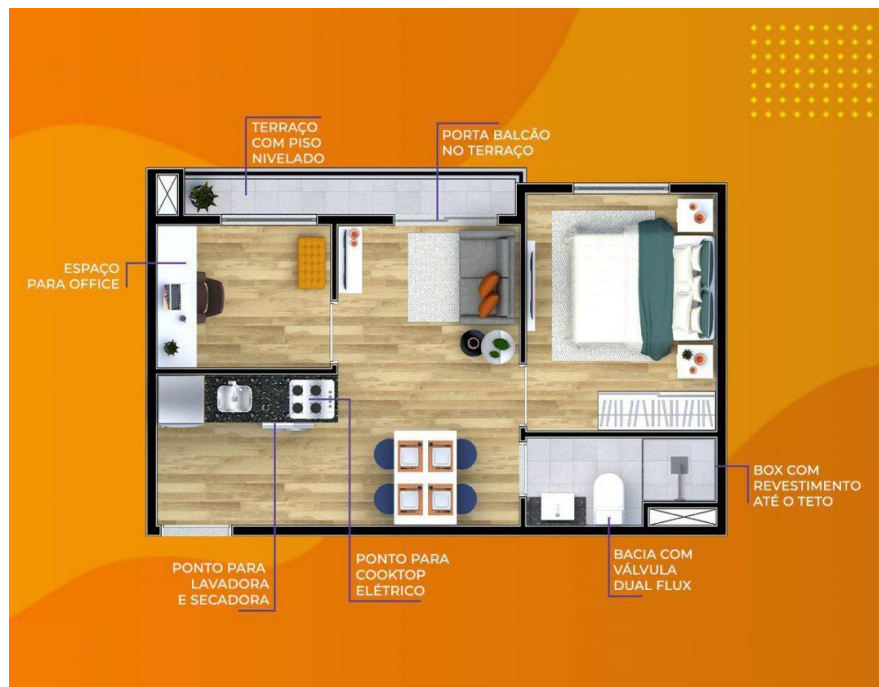 TERRAÇO
COM PISO
NIVELADO
PORTA BALCÃO
NO TERRAÇO
ESPAÇO
PARA OFFICE
BOX COM
REVESTIMENTO
ATÉ O TETO
PONTO PARA
LAVADORA
E SECADORA
PONTO PARA
COOKTOP
ELÉTRICO
BACIA COM
VÁLVULA
DUAL FLUX